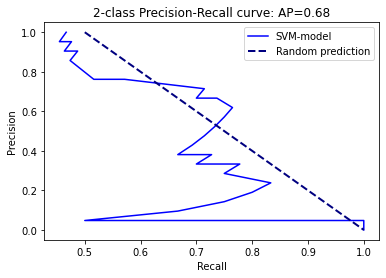 2-class Precision-Recall curve: AP=0.68
SVM-model
Random prediction
Precision
1.0
0.8
0.6
0.4
0.2
0.0
0.5 0.6 0.7 0.8 0.9 1.0
Recall